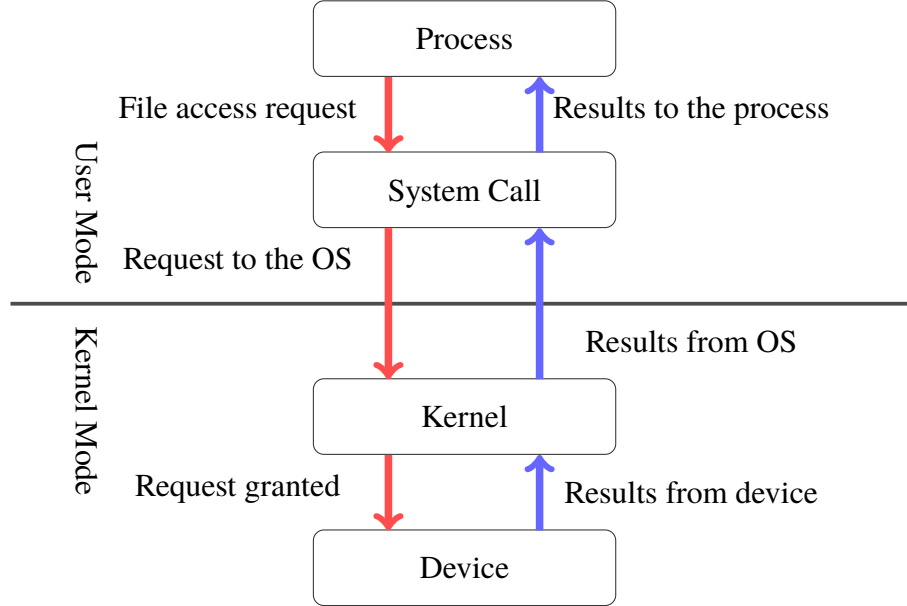 Process
File access request
Results to the process
System Call
User Mode
Request to the OS
Kernel Mode
Results from OS
Kernel
Request granted
Results from device
Device